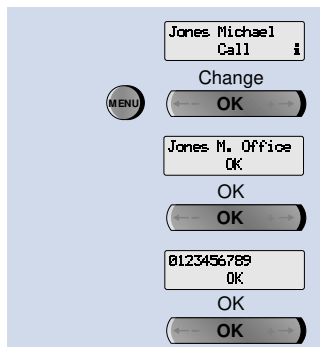 Jones Michael
Call i
Change
MENU OK
Jones M. Office
OK
OK
OK
0123456789
OK
OK
OK